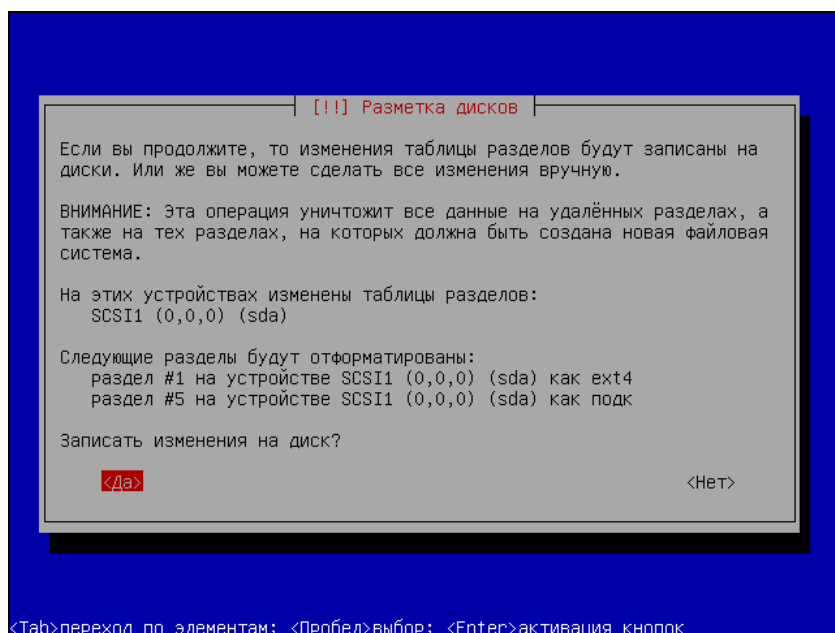 [!!] Разметка дисков
Если вы продолжите, то изменения таблицы разделов будут записаны на
диски. Или же вы можете сделать все изменения вручную.
ВНИМАНИЕ: Эта операция уничтожит все данные на удалённых разделах, а
также на тех разделах, на которых должна быть создана новая файловая
система.
На этих устройствах изменены таблицы разделов:
SCSI1 (0,0,0) (sda)
Следующие разделы будут отформатированы:
раздел #1 на устройстве SCSI1 (0,0,0) (sda) как ext4
раздел #5 на устройстве SCSI1 (0,0,0) (sda) как подк
Записать изменения на диск?
<Да> <Нет>
<Tab>переход по элементам; <Пробел>выбор; <Enter>активация кнопок